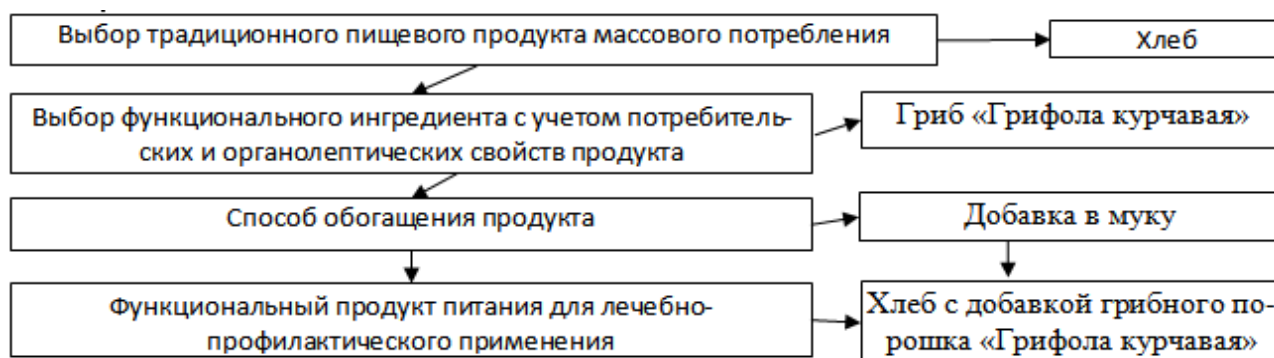 Выбор традиционного пищевого продукта массового потребления
Хлеб
Выбор функционального ингредиента с учетом потребитель-
ских и органолептических свойств продукта
Гриб «Грифола курчавая»
Способ обогащения продукта
Добавка в муку
Функциональный продукт питания для лечебно-
профилактического применения
Хлеб с добавкой грибного по-
рошка «Грифола курчавая»